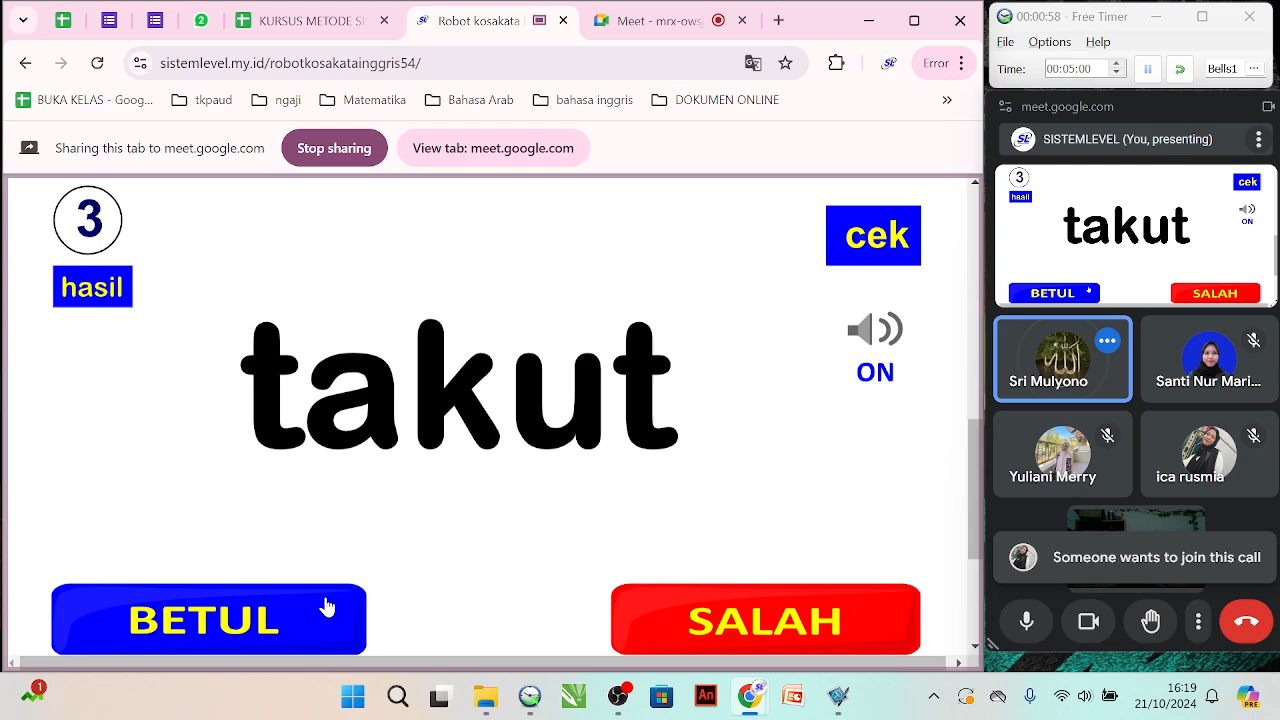 KURSUS METODE S
Robot kosakata
Meet - mrx-ows
2
sistemlevel.my.id/robotkosakatainggris54/
Error
BUKA KELAS - Goog...
tkpaud
ngaji
Matematika
Bahasa Arab
bahasa inggris
DOKUMEN ONLINE
Sharing this tab to meet.google.com
Stop sharing
View tab: meet.google.com
3
hasil
cek
takut
ON
BETUL
SALAH
00:00:58 - Free Timer
File Options Help
Time: 00:05:00 Bells1 ...
meet.google.com
SISTEMLEVEL (You, presenting)
3
hasil
cek
takut
ON
BETUL
SALAH
Sri Mulyono
Santi Nur Mari...
Yuliani Merry
ica rusmia
Someone wants to join this call
1
An
16:19
21/10/2024
PRE